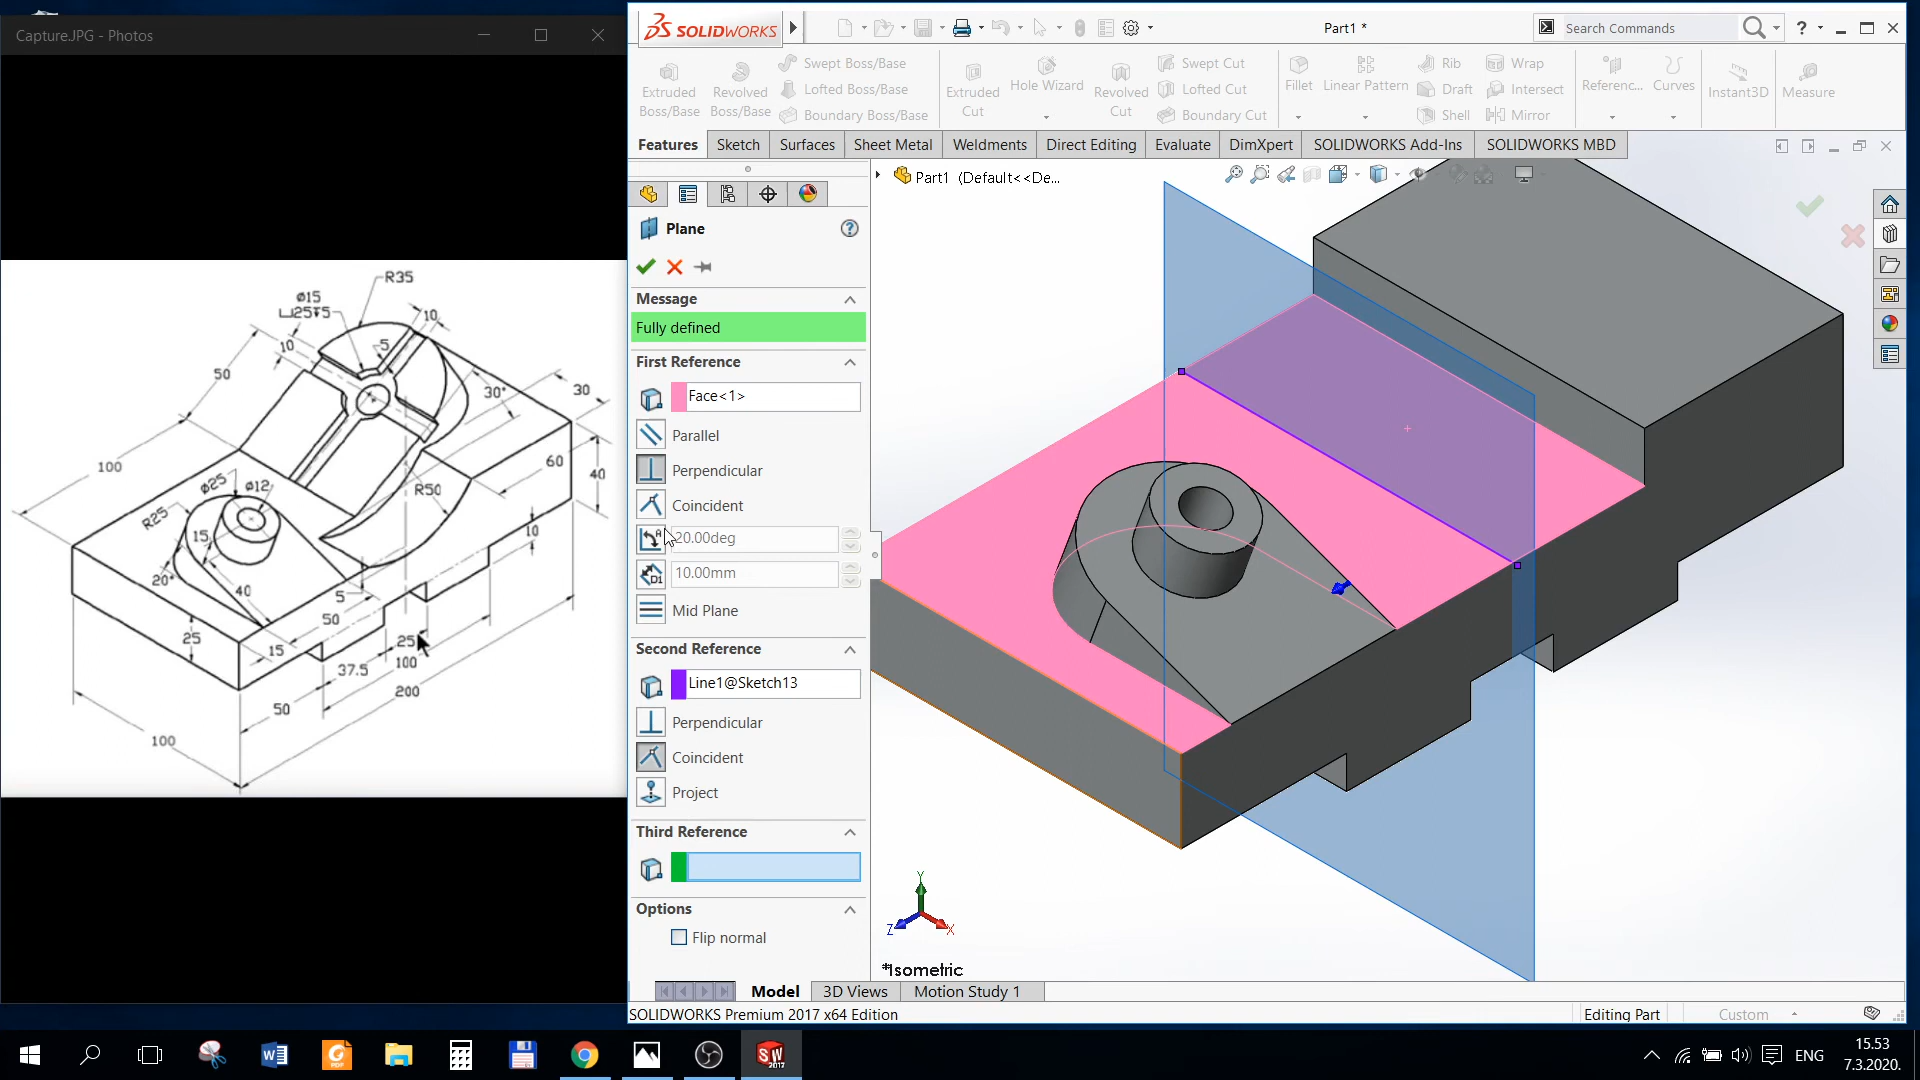 Capture.JPG - Photos
SOLIDWORKS
Part1 *
Search Commands
?
Extruded Boss/Base
Revolved Boss/Base
Swept Boss/Base
Lofted Boss/Base
Boundary Boss/Base
Extruded Cut
Hole Wizard
Revolved Cut
Swept Cut
Lofted Cut
Boundary Cut
Fillet
Linear Pattern
Rib
Draft
Shell
Wrap
Intersect
Mirror
Referenc...
Curves
Instant3D
Measure
Features
Sketch
Surfaces
Sheet Metal
Weldments
Direct Editing
Evaluate
DimXpert
SOLIDWORKS Add-Ins
SOLIDWORKS MBD
Part1 (Default<<De...
Plane
?
Message
Fully defined
First Reference
Face<1>
Parallel
Perpendicular
Coincident
20.00deg
10.00mm
Mid Plane
Second Reference
Line1@Sketch13
Perpendicular
Coincident
Project
Third Reference
Options
Flip normal
R35
ø15
⌴25↧5
10
10
5
50
30°
30
100
60
40
ø25
ø12
R50
R25
15
10
20°
40
5
50
25
25
15
37.5
100
200
50
100
Y
Z
X
*Isometric
Model
3D Views
Motion Study 1
SOLIDWORKS Premium 2017 x64 Edition
Editing Part
Custom
SW
2017
ENG
15.53
7.3.2020.